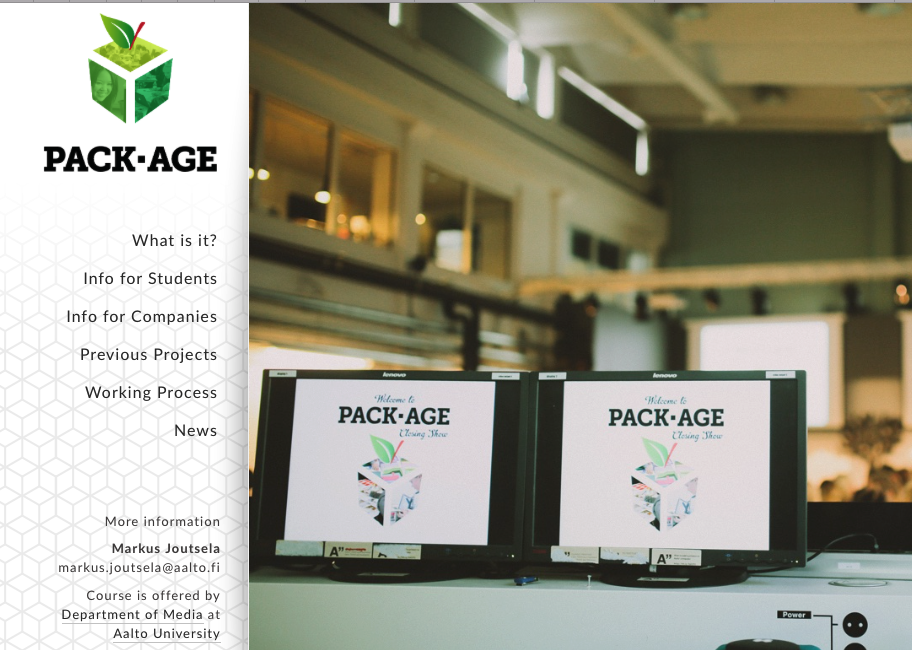 PACK·AGE
What is it?
Info for Students
Info for Companies
Previous Projects
Working Process
News
More information
Markus Joutsela
markus.joutsela@aalto.fi
Course is offered by
Department of Media at
Aalto University
lenovo
Welcome to
PACK·AGE
Closing Show
A"
lenovo
Welcome to
PACK·AGE
Closing Show
A"
Power